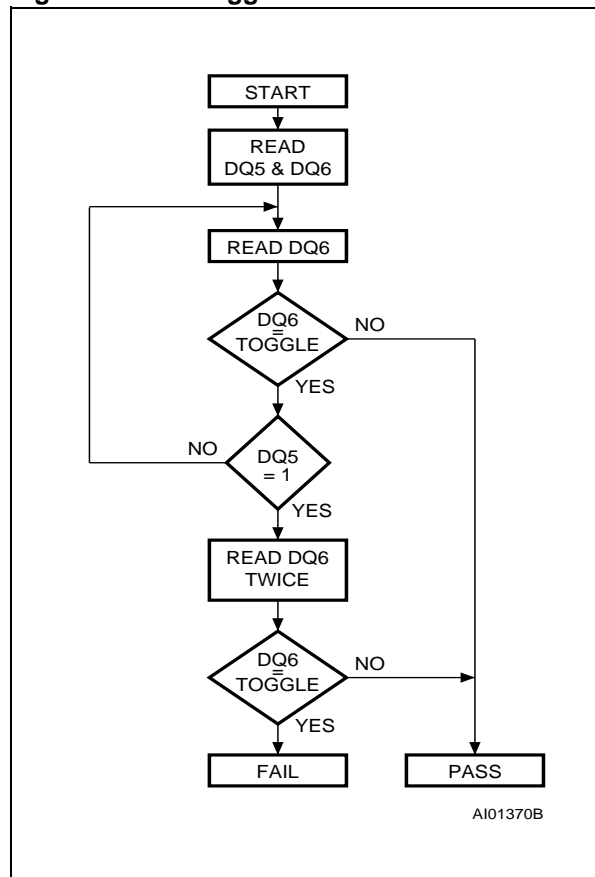 START
READ
DQ5 & DQ6
READ DQ6
DQ6
=
TOGGLE
NO
YES
NO
DQ5
= 1
YES
READ DQ6
TWICE
DQ6
=
TOGGLE
NO
YES
FAIL
PASS
AI01370B